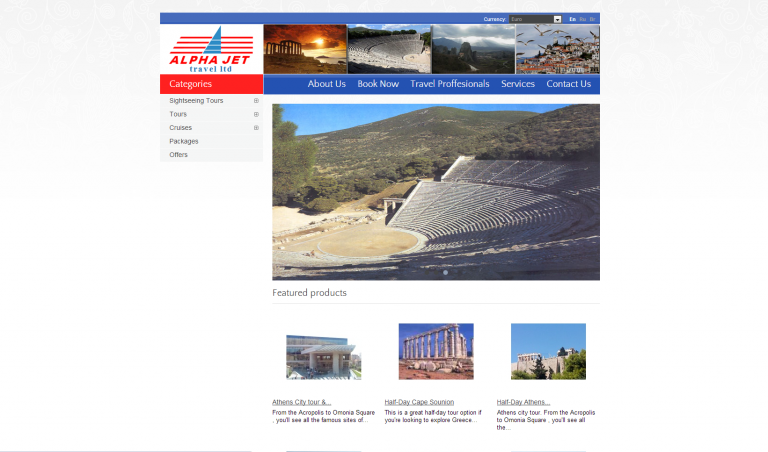 Currency: Euro En Ru Gr
ALPHA JET
travel ltd
Categories
About Us Book Now Travel Proffesionals Services Contact Us
Sightseeing Tours
Tours
Cruises
Packages
Offers
Featured products
Athens City tour &...
From the Acropolis to Omonia Square
, you'll see all the famous sites of...
Half-Day Cape Sounion
This is a great half-day tour option if
you're looking to explore Greece...
Half-Day Athens...
Athens city tour. From the Acropolis
to Omonia Square , you'll see all
the...